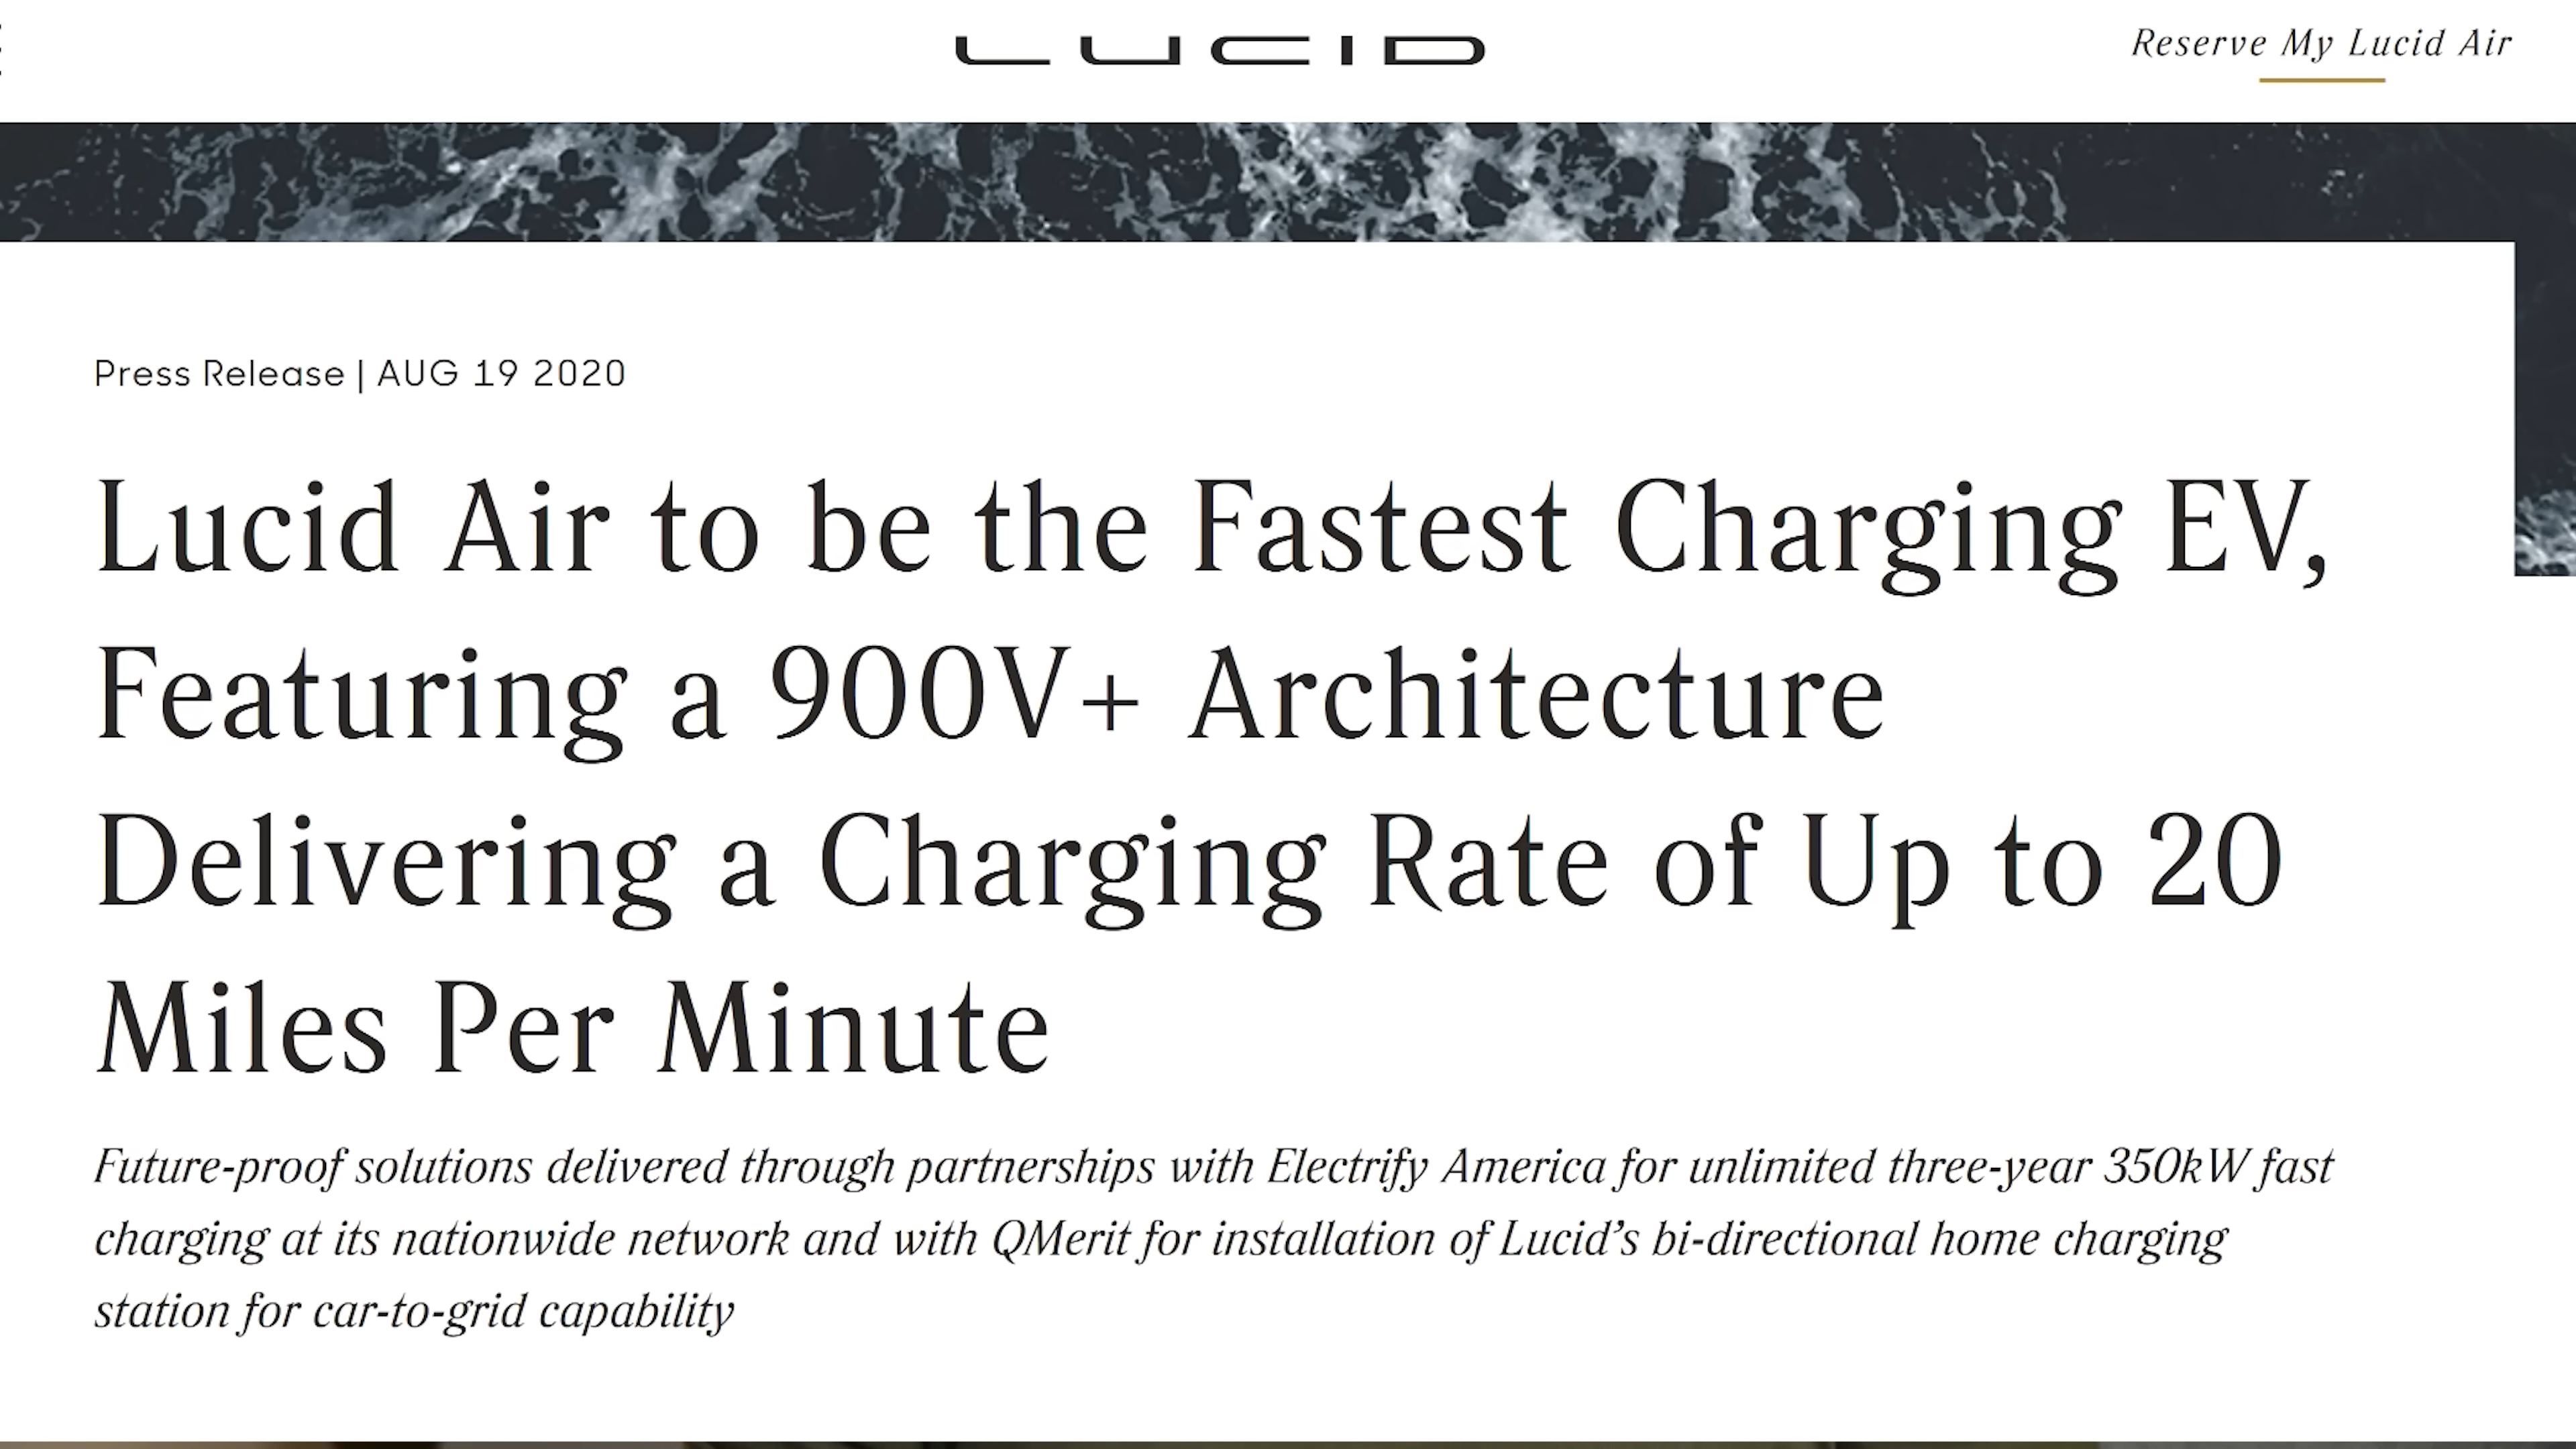 LUCID
Reserve My Lucid Air
Press Release | AUG 19 2020
Lucid Air to be the Fastest Charging EV,
Featuring a 900V+ Architecture
Delivering a Charging Rate of Up to 20
Miles Per Minute
Future-proof solutions delivered through partnerships with Electrify America for unlimited three-year 350kW fast
charging at its nationwide network and with QMerit for installation of Lucid’s bi-directional home charging
station for car-to-grid capability